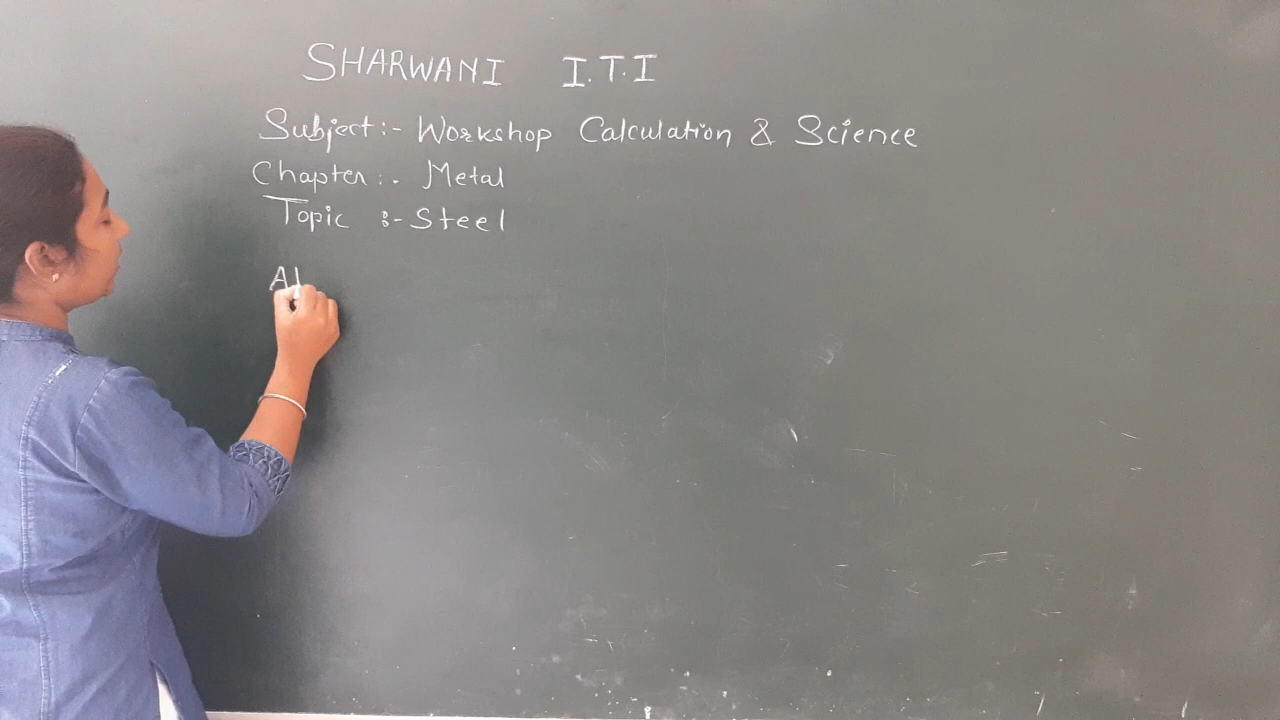 SHARWANI I.T.I
Subject:- Workshop Calculation & Science
Chapter:. Metal
Topic :- Steel